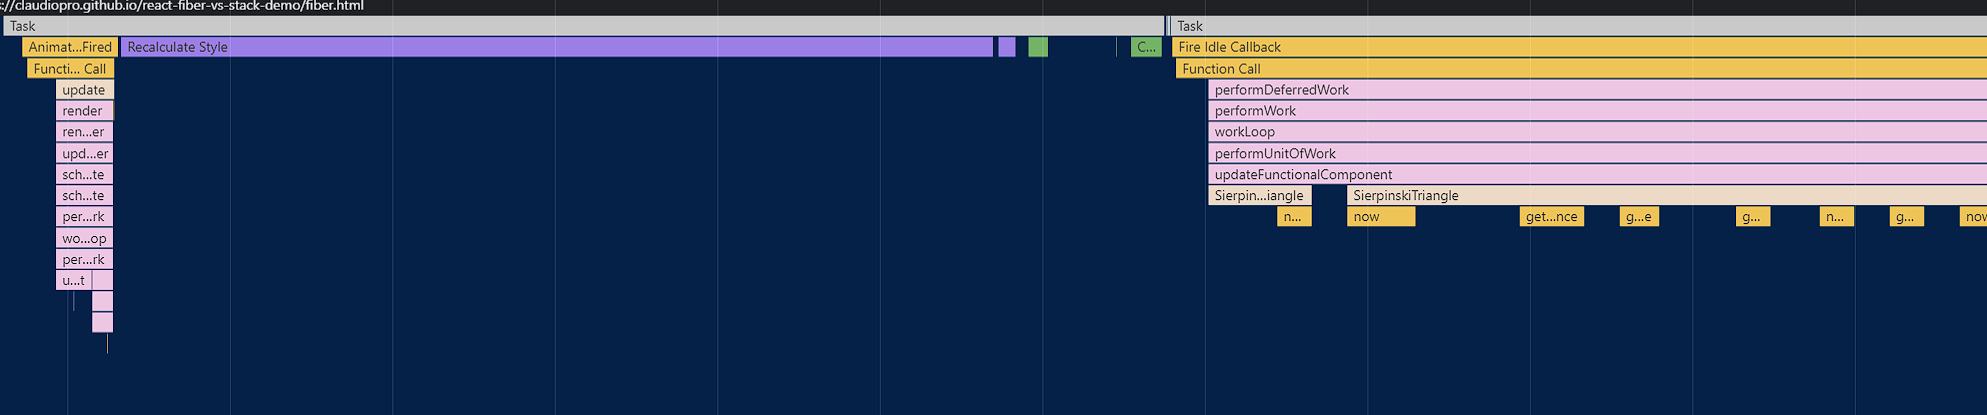 s://claudiopro.github.io/react-fiber-vs-stack-demo/fiber.html
Task Task
Animat...Fired Recalculate Style C... Fire Idle Callback
Functi... Call Function Call
update performDeferredWork
render performWork
ren...er workLoop
upd...er performUnitOfWork
sch...te updateFunctionalComponent
sch...te Sierpin...iangle SierpinskiTriangle
per...rk n... now get...nce g...e g... n... g... now
wo...op
per...rk
u...t